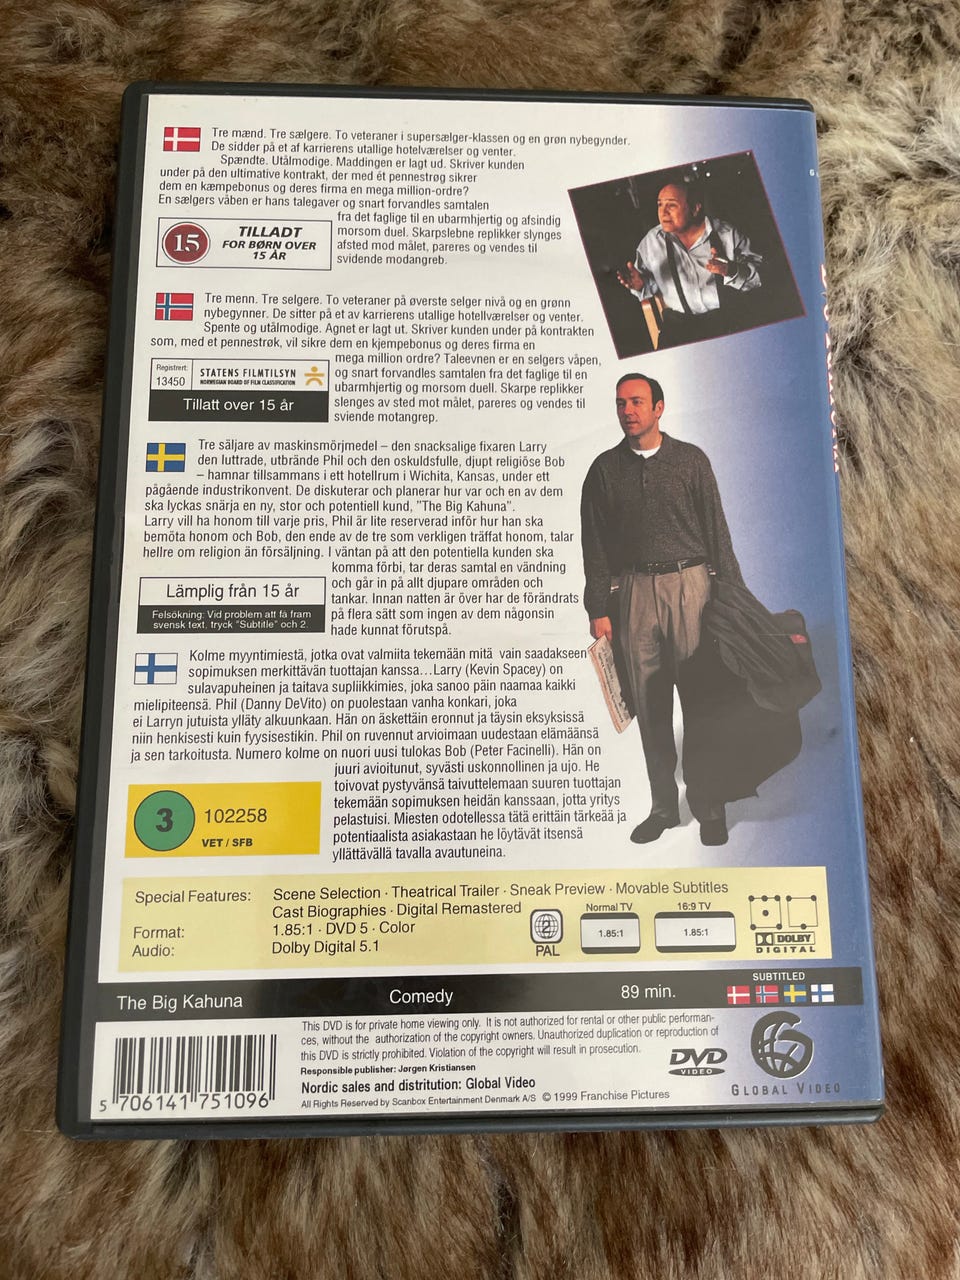 Tre mænd. Tre sælgere. To veteraner i supersælger-klassen og en grøn nybegynder.
De sidder på et af karrierens utallige hotelværelser og venter.
Spændte. Utålmodige. Maddingen er lagt ud. Skriver kunden
under på den ultimative kontrakt, der med ét pennestrøg sikrer
dem en kæmpebonus og deres firma en mega million-ordre?
En sælgers våben er hans talegaver og snart forvandles samtalen
fra det faglige til en ubarmhjertig og afsindig
morsom duel. Skarpslebne replikker slynges
afsted mod målet, pareres og vendes til
svidende modangreb.
15
TILLADT
FOR BØRN OVER
15 ÅR
Tre menn. Tre selgere. To veteraner på øverste selger nivå og en grønn
nybegynner. De sitter på et av karrierens utallige hotellværelser og venter.
Spente og utålmodige. Agnet er lagt ut. Skriver kunden under på kontrakten
som, med et pennestrøk, vil sikre dem en kjempebonus og deres firma en
mega million ordre? Taleevnen er en selgers våpen,
og snart forvandles samtalen fra det faglige til en
ubarmhjertig og morsom duell. Skarpe replikker
slenges av sted mot målet, pareres og vendes til
sviende motangrep.
Registrert:
13450
STATENS FILMTILSYN
NORWEGIAN BOARD OF FILM CLASSIFICATION
Tillatt over 15 år
Tre säljare av maskinsmörjmedel – den snacksalige fixaren Larry
den luttrade, utbrände Phil och den oskuldsfulle, djupt religiöse Bob
– hamnar tillsammans i ett hotellrum i Wichita, Kansas, under ett
pågående industrikonvent. De diskuterar och planerar hur var och en av dem
ska lyckas snärja en ny, stor och potentiell kund, "The Big Kahuna".
Larry vill ha honom till varje pris, Phil är lite reserverad inför hur han ska
bemöta honom och Bob, den ende av de tre som verkligen träffat honom, talar
hellre om religion än försäljning. I väntan på att den potentiella kunden ska
komma förbi, tar deras samtal en vändning
och går in på allt djupare områden och
tankar. Innan natten är över har de förändrats
på flera sätt som ingen av dem någonsin
hade kunnat förutspå.
Lämplig från 15 år
Felsökning: Vid problem att få fram
svensk text, tryck "Subtitle" och 2.
Kolme myyntimiestä, jotka ovat valmiita tekemään mitä vain saadakseen
sopimuksen merkittävän tuottajan kanssa...Larry (Kevin Spacey) on
sulavapuheinen ja taitava supliikkimies, joka sanoo päin naamaa kaikki
mielipiteensä. Phil (Danny DeVito) on puolestaan vanha konkari, joka
ei Larryn jutuista ylläty alkuunkaan. Hän on äskettäin eronnut ja täysin eksyksissä
niin henkisesti kuin fyysisestikin. Phil on ruvennut arvioimaan uudestaan elämäänsä
ja sen tarkoitusta. Numero kolme on nuori uusi tulokas Bob (Peter Facinelli). Hän on
juuri avioitunut, syvästi uskonnollinen ja ujo. He
toivovat pystyvänsä taivuttelemaan suuren tuottajan
tekemään sopimuksen heidän kanssaan, jotta yritys
pelastuisi. Miesten odotellessa tätä erittäin tärkeää ja
potentiaalista asiakastaan he löytävät itsensä
yllättävällä tavalla avautuneina.
3
102258
VET / SFB
Special Features: Scene Selection · Theatrical Trailer · Sneak Preview · Movable Subtitles
Cast Biographies · Digital Remastered
Format: 1.85:1 · DVD 5 · Color
Audio: Dolby Digital 5.1
2
PAL
Normal TV
1.85:1
16:9 TV
1.85:1
DOLBY
DIGITAL
The Big Kahuna Comedy 89 min.
SUBTITLED
This DVD is for private home viewing only. It is not authorized for rental or other public performan-
ces, without the authorization of the copyright owners. Unauthorized duplication or reproduction of
this DVD is strictly prohibited. Violation of the copyright will result in prosecution.
Responsible publisher: Jørgen Kristiansen
Nordic sales and distritution: Global Video
All Rights Reserved by Scanbox Entertainment Denmark A/S © 1999 Franchise Pictures
DVD
VIDEO
GLOBAL VIDEO
5 706141 751096